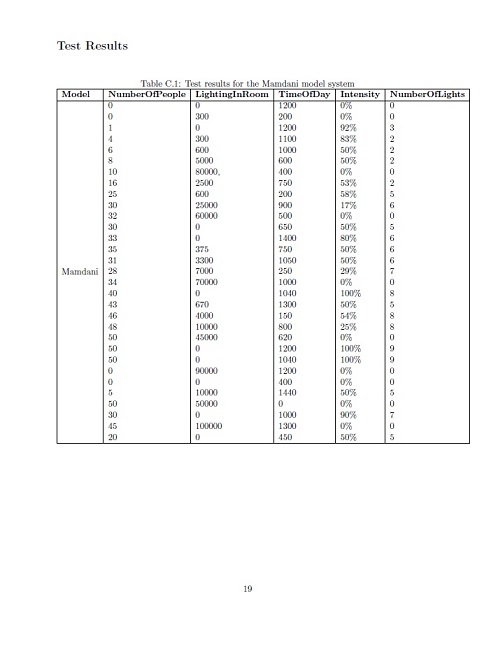 Test Results
Table C.1: Test results for the Mamdani model system
Model NumberOfPeople LightingInRoom TimeOfDay Intensity NumberOfLights
0 0 1200 0% 0
0 300 200 0% 0
1 0 1200 92% 3
4 300 1100 83% 2
6 600 1000 50% 2
8 5000 600 50% 2
10 80000, 400 0% 0
16 2500 750 53% 2
25 600 200 58% 5
30 25000 900 17% 6
32 60000 500 0% 0
30 0 650 50% 5
33 0 1400 80% 6
35 375 750 50% 6
31 3300 1050 50% 6
Mamdani 28 7000 250 29% 7
34 70000 1000 0% 0
40 0 1040 100% 8
43 670 1300 50% 5
46 4000 150 54% 8
48 10000 800 25% 8
50 45000 620 0% 0
50 0 1200 100% 9
50 0 1040 100% 9
0 90000 1200 0% 0
0 0 400 0% 0
5 10000 1440 50% 5
50 50000 0 0% 0
30 0 1000 90% 7
45 100000 1300 0% 0
20 0 450 50% 5
19